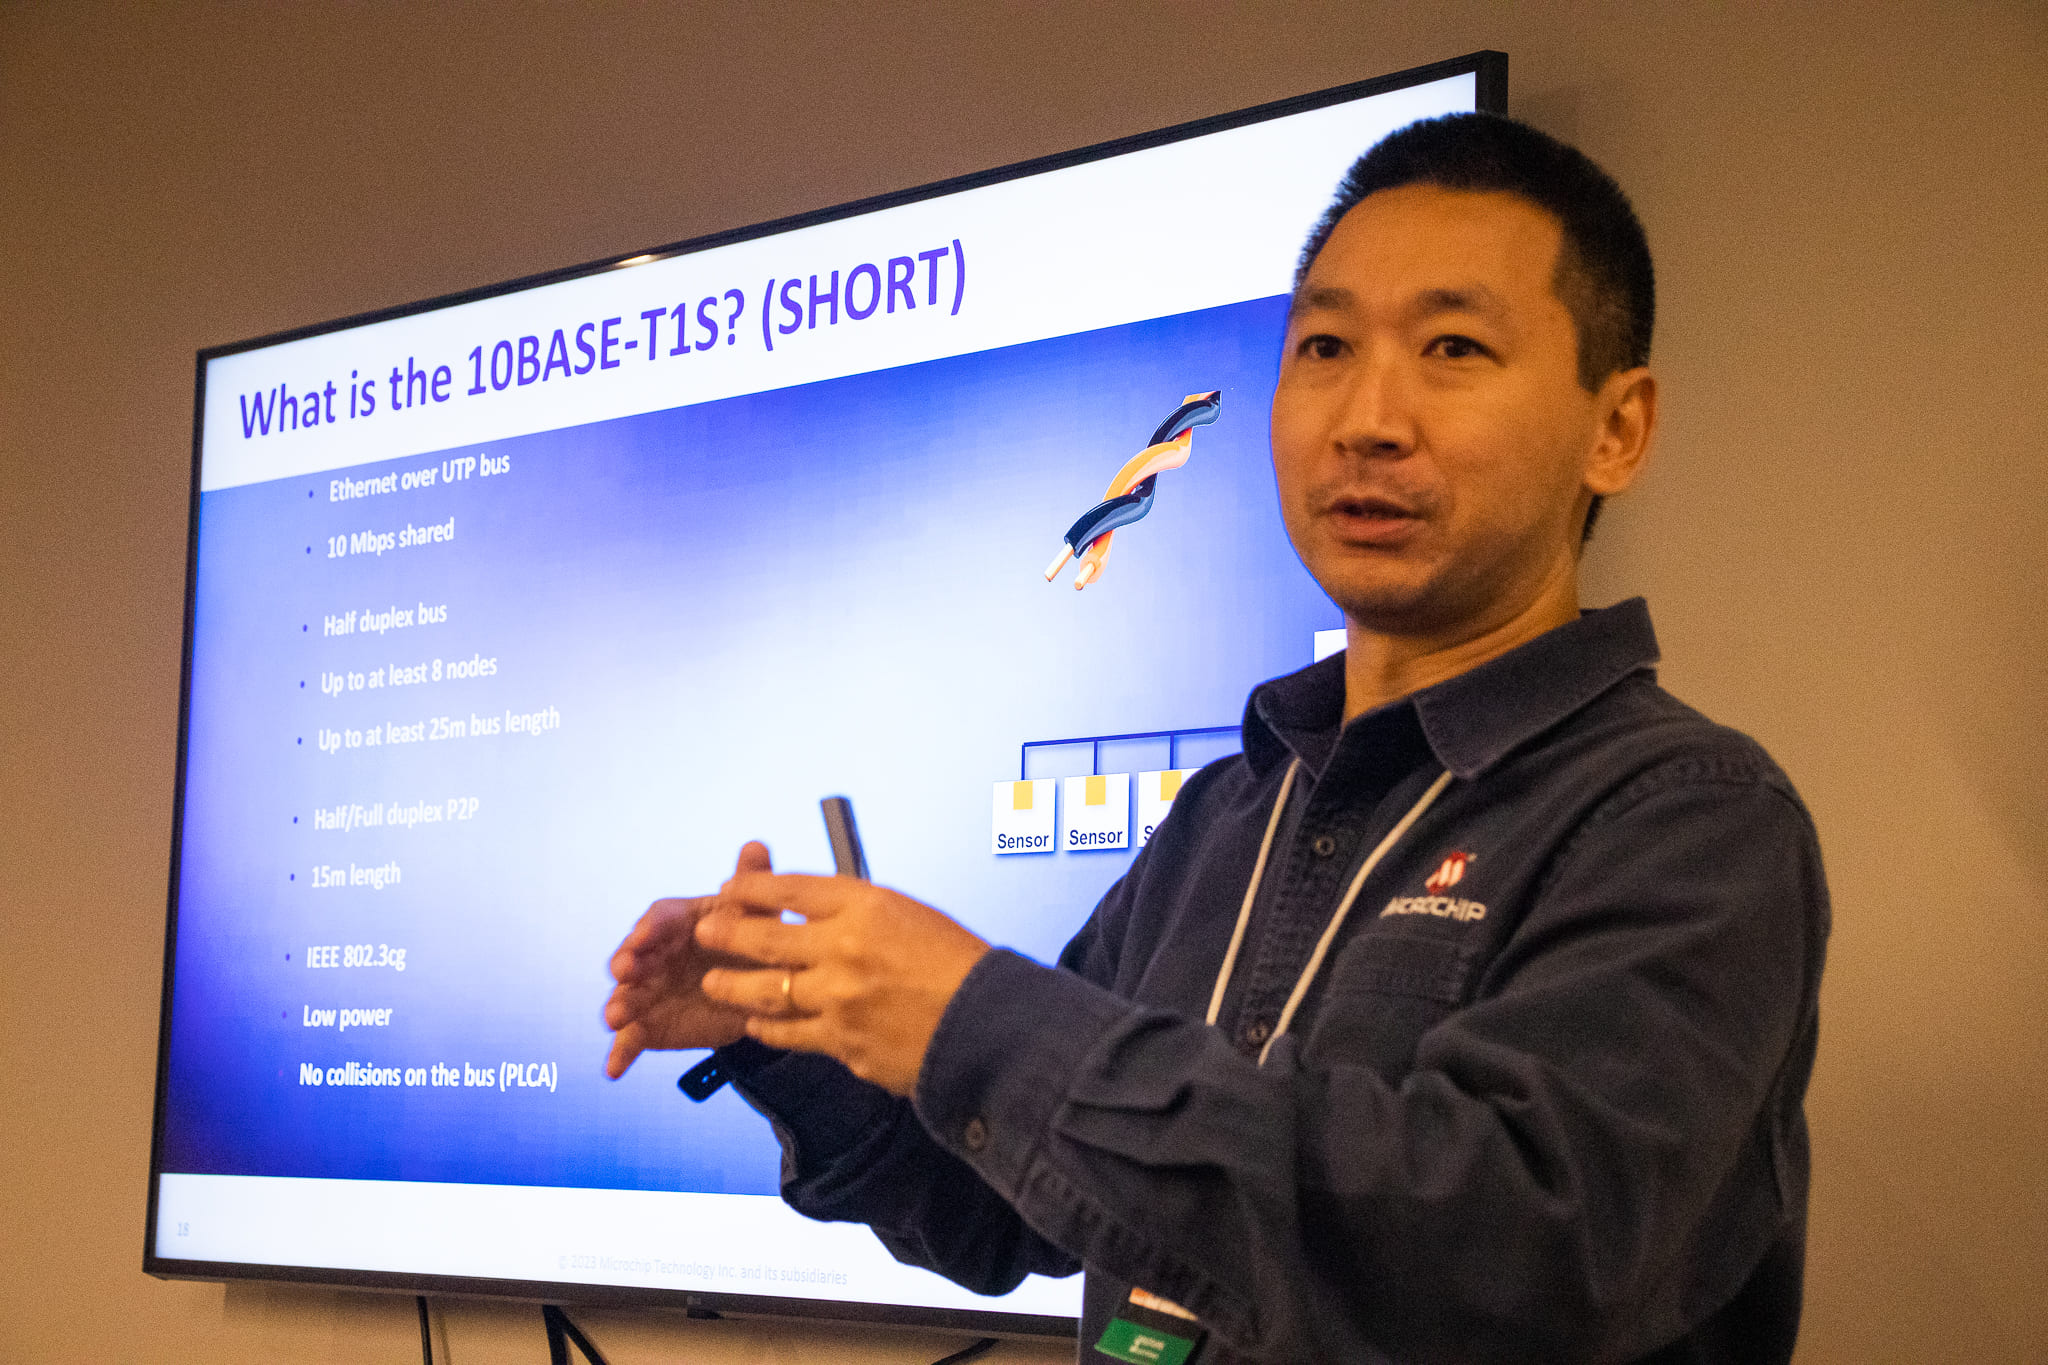 What is the 10BASE-T1S? (SHORT)
• Ethernet over UTP bus
• 10 Mbps shared
• Half duplex bus
• Up to at least 8 nodes
• Up to at least 25m bus length
• Half/Full duplex P2P
• 15m length
• IEEE 802.3cg
• Low power
No collisions on the bus (PLCA)
Sensor Sensor
18
© 2023 Microchip Technology Inc. and its subsidiaries
MICROCHIP